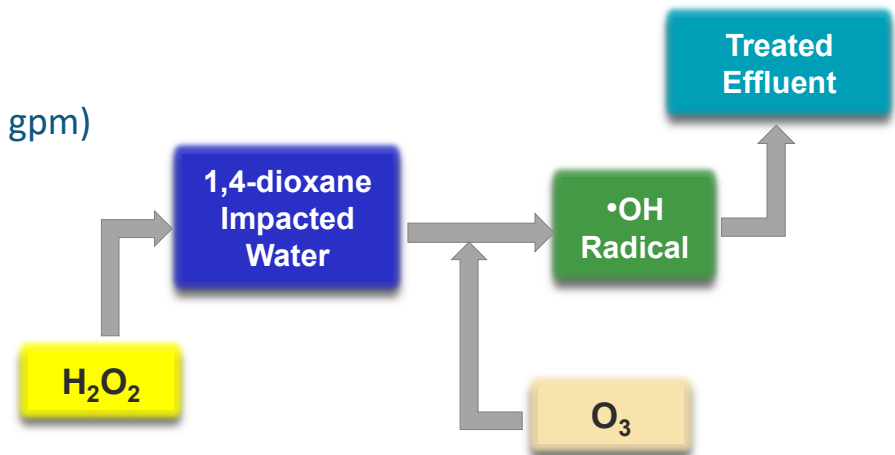 Treated
Effluent
gpm)
1,4-dioxane
Impacted
Water
•OH
Radical
H₂O₂
O₃